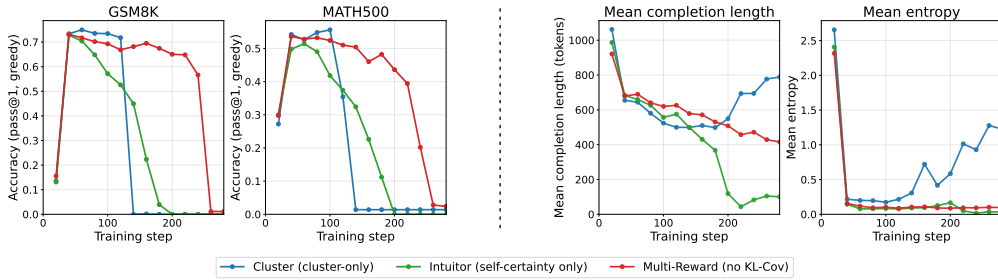 GSM8K
MATH500
Mean completion length
Mean entropy
Accuracy (pass@1, greedy)
0.0
0.1
0.2
0.3
0.4
0.5
0.6
0.7
100
200
Training step
Accuracy (pass@1, greedy)
0.0
0.1
0.2
0.3
0.4
0.5
100
200
Training step
Mean completion length (tokens)
0
200
400
600
800
1000
100
200
Training step
Mean entropy
0.0
0.5
1.0
1.5
2.0
2.5
100
200
Training step
Cluster (cluster-only)
Intuitor (self-certainty only)
Multi-Reward (no KL-Cov)